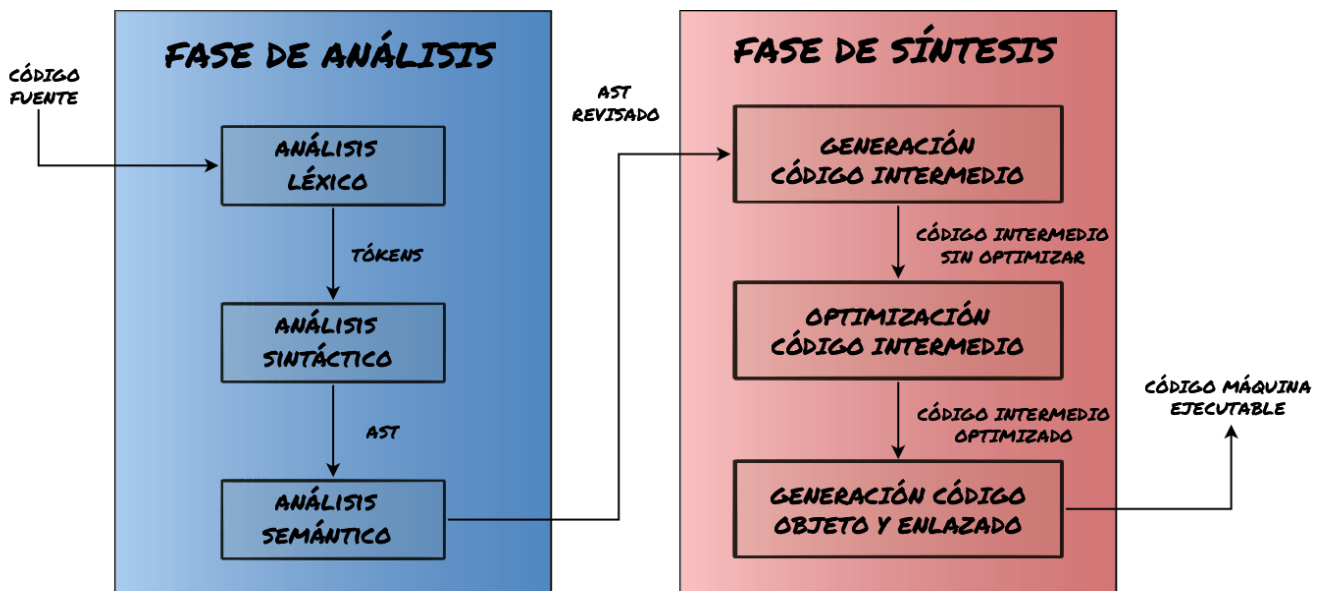 FASE DE ANÁLISIS
CÓDIGO
FUENTE
ANÁLISIS
LÉXICO
TÓKENS
ANÁLISIS
SINTÁCTICO
AST
ANÁLISIS
SEMÁNTICO
AST
REVISADO
FASE DE SÍNTESIS
GENERACIÓN
CÓDIGO INTERMEDIO
CÓDIGO INTERMEDIO
SIN OPTIMIZAR
OPTIMIZACIÓN
CÓDIGO INTERMEDIO
CÓDIGO INTERMEDIO
OPTIMIZADO
GENERACIÓN CÓDIGO
OBJETO Y ENLAZADO
CÓDIGO MÁQUINA
EJECUTABLE